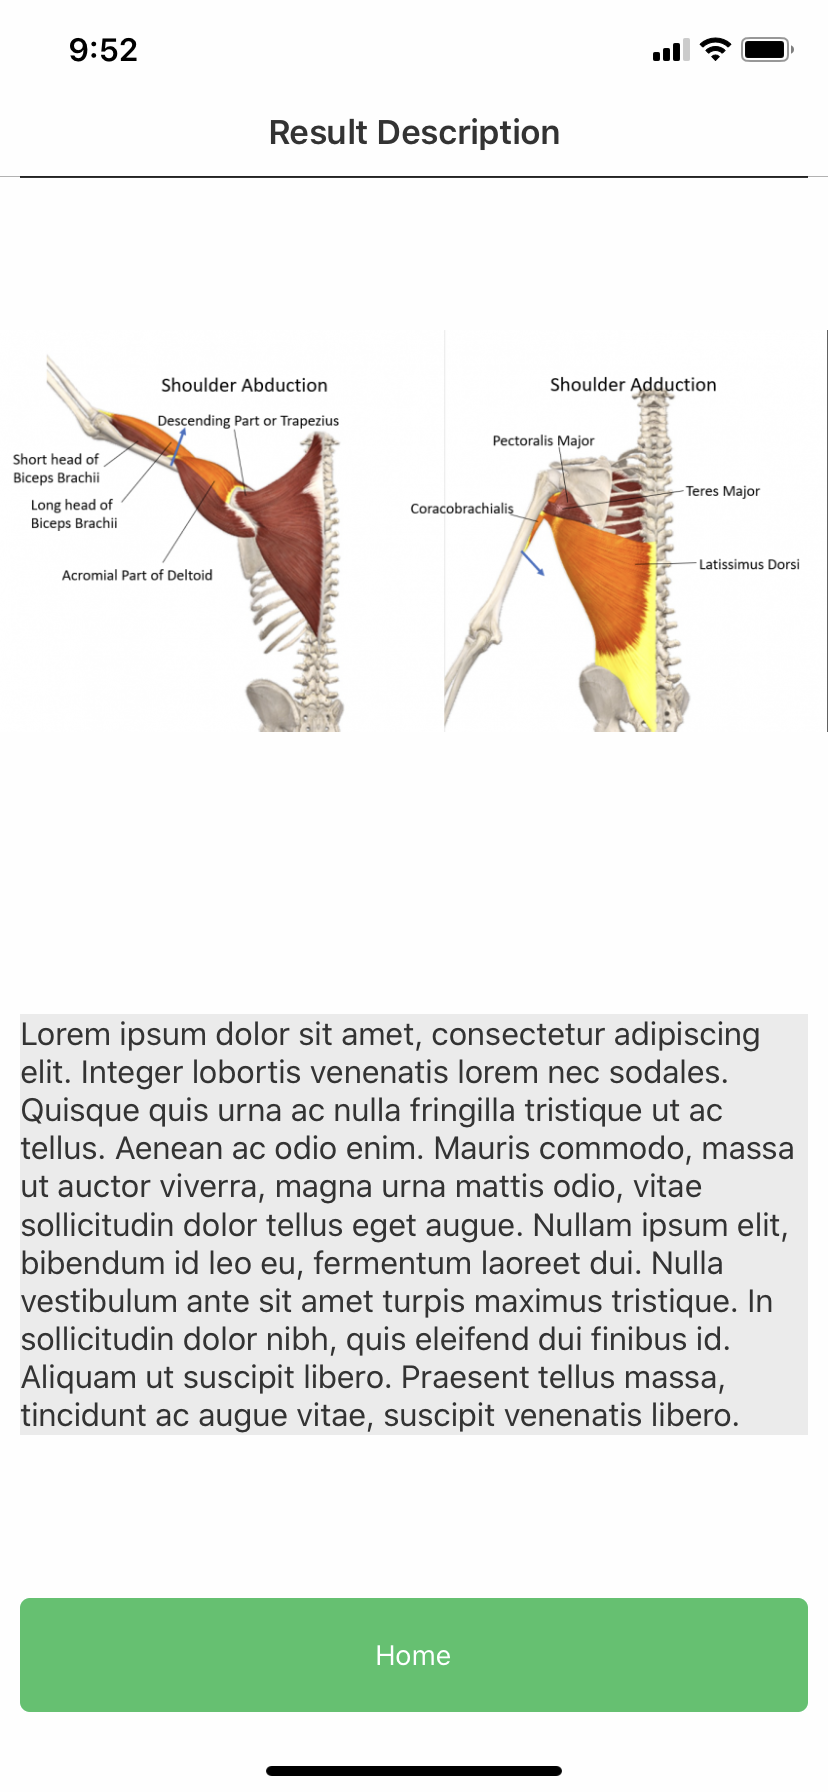 9:52
Result Description
Shoulder Abduction
Descending Part or Trapezius
Short head of
Biceps Brachii
Long head of
Biceps Brachii
Acromial Part of Deltoid
Shoulder Adduction
Pectoralis Major
Teres Major
Coracobrachialis
Latissimus Dorsi
Lorem ipsum dolor sit amet, consectetur adipiscing
elit. Integer lobortis venenatis lorem nec sodales.
Quisque quis urna ac nulla fringilla tristique ut ac
tellus. Aenean ac odio enim. Mauris commodo, massa
ut auctor viverra, magna urna mattis odio, vitae
sollicitudin dolor tellus eget augue. Nullam ipsum elit,
bibendum id leo eu, fermentum laoreet dui. Nulla
vestibulum ante sit amet turpis maximus tristique. In
sollicitudin dolor nibh, quis eleifend dui finibus id.
Aliquam ut suscipit libero. Praesent tellus massa,
tincidunt ac augue vitae, suscipit venenatis libero.
Home